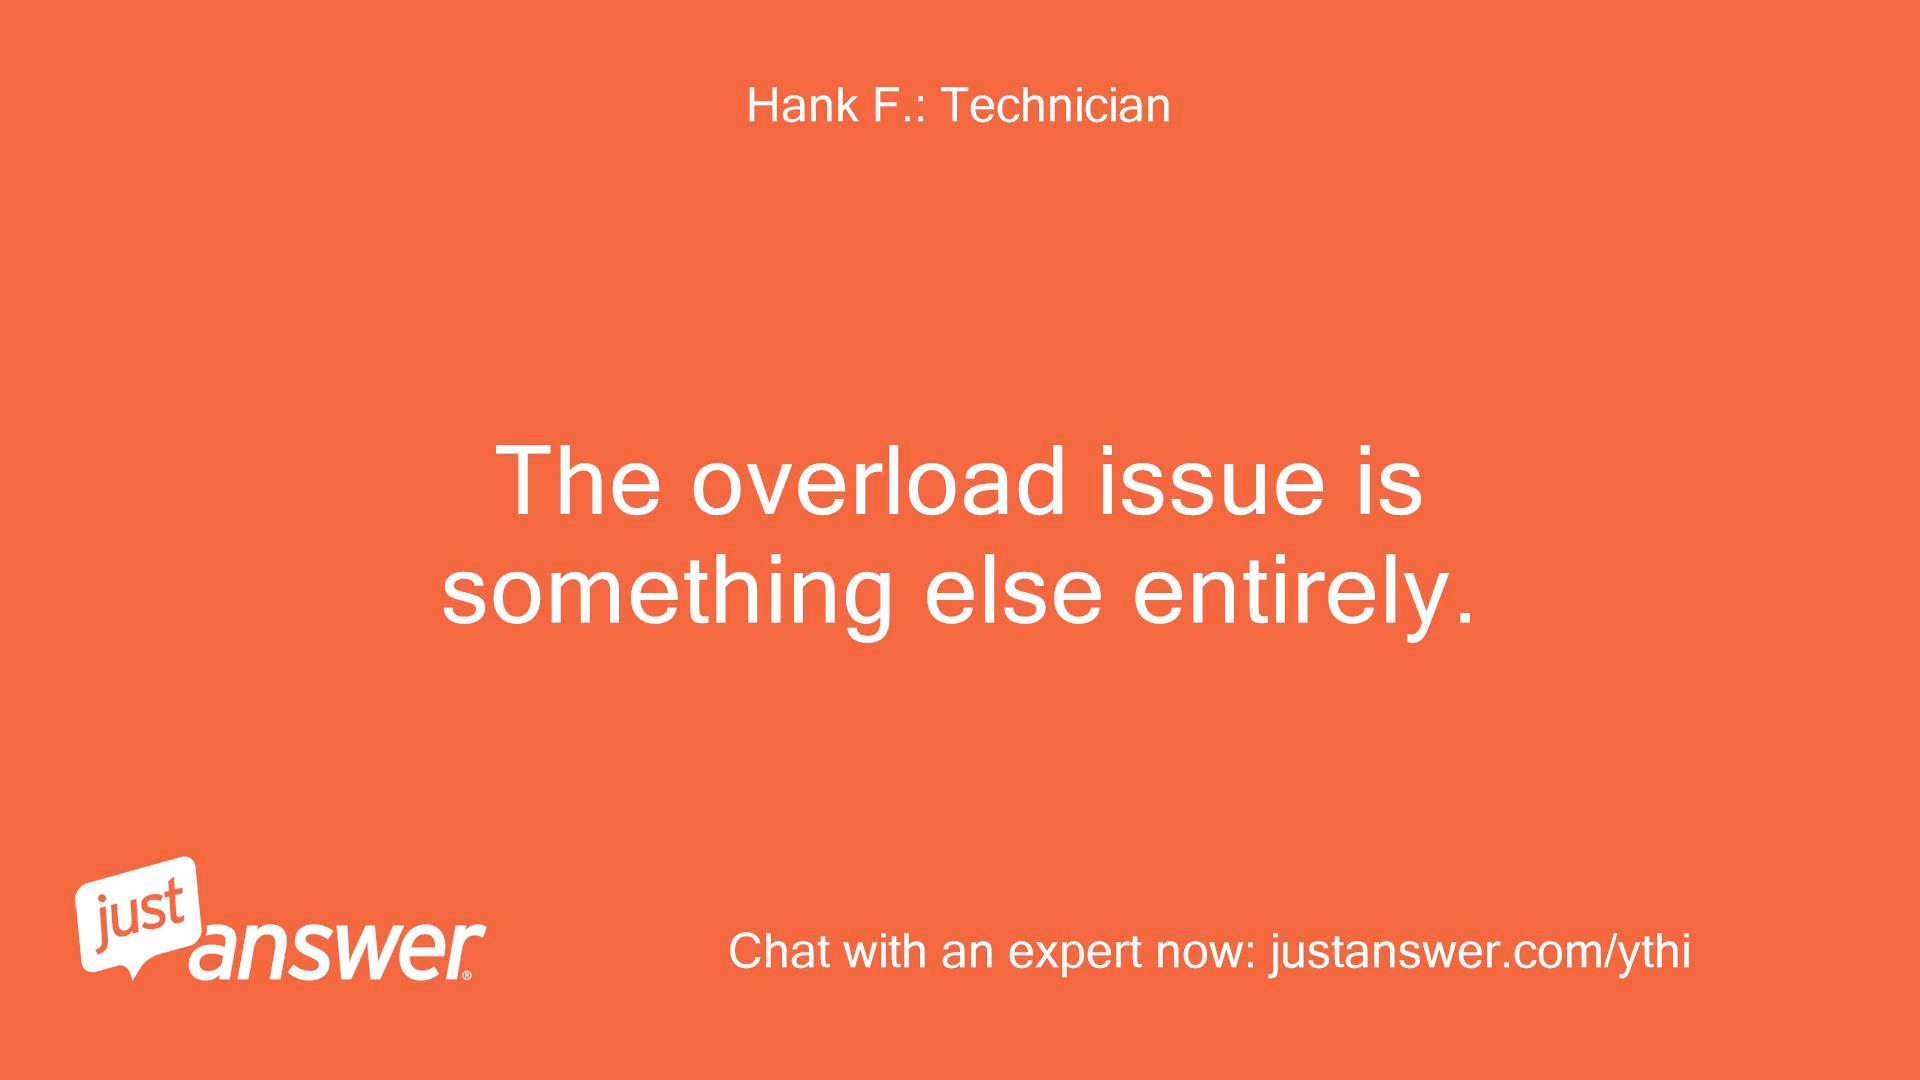 Hank F.: Technician
The overload issue is
something else entirely.
just
answer®
Chat with an expert now: justanswer.com/ythi